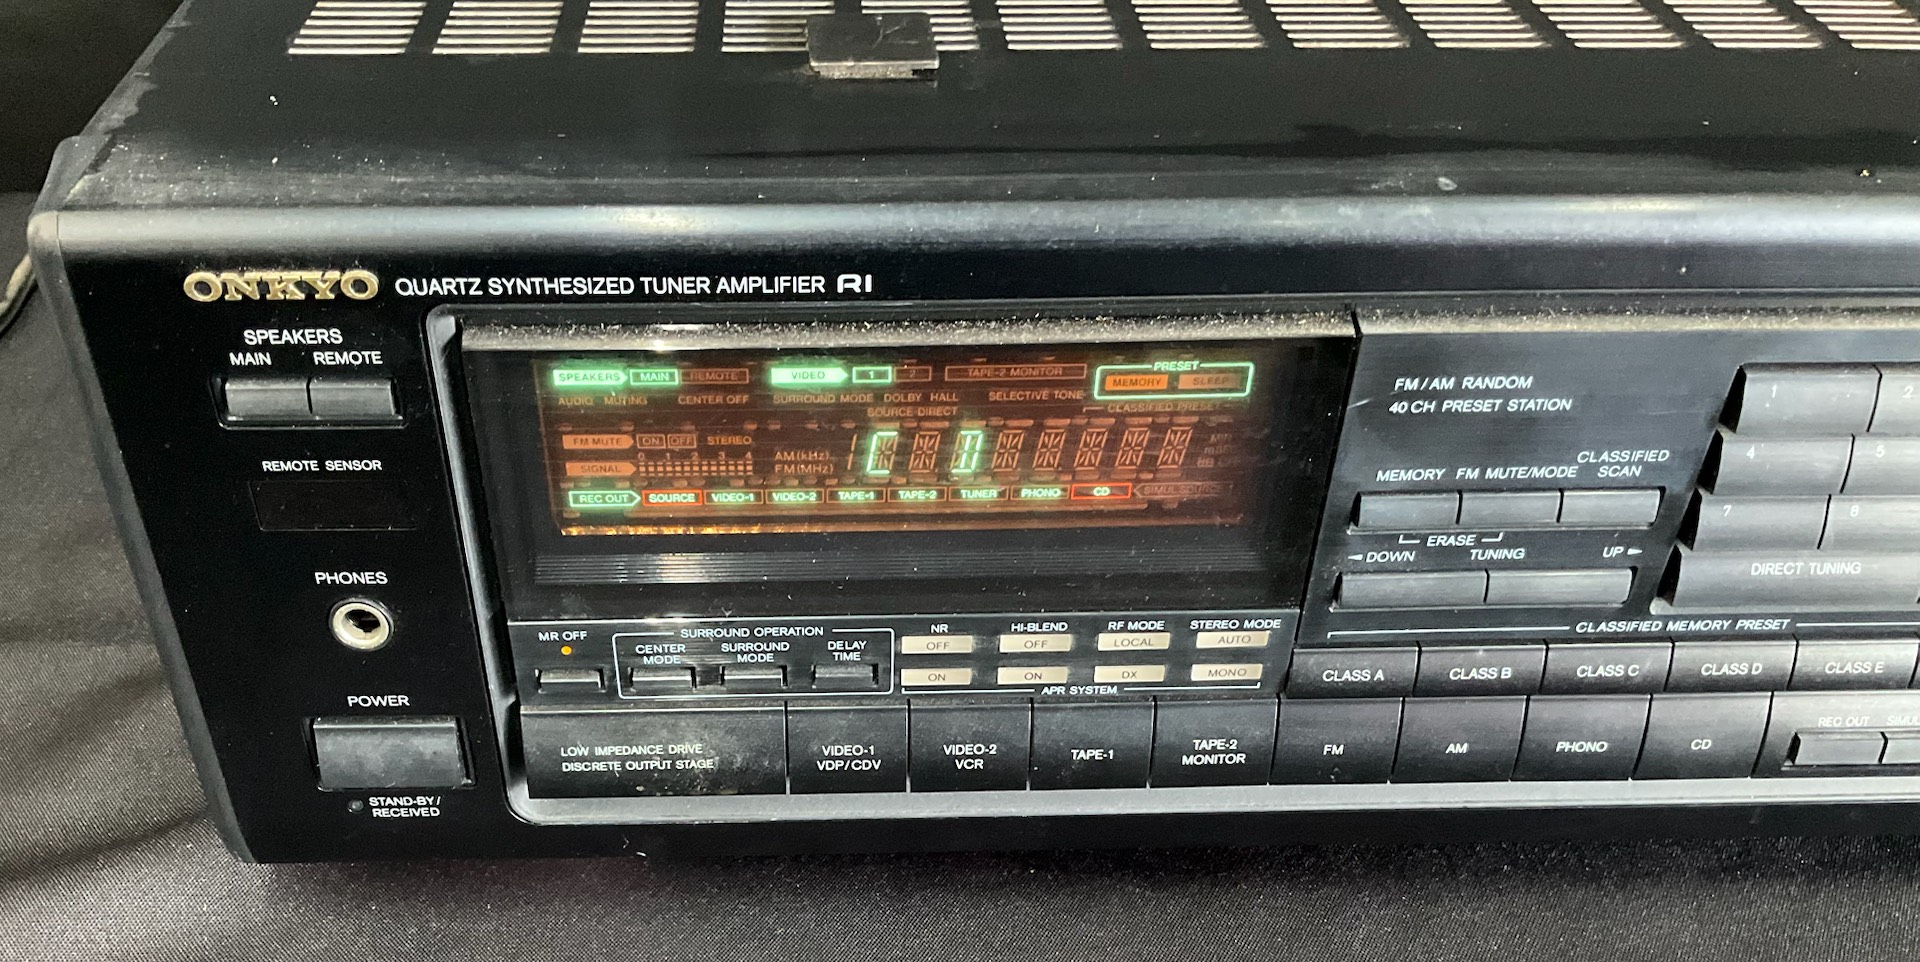 ONKYO QUARTZ SYNTHESIZED TUNER AMPLIFIER RI
SPEAKERS
MAIN REMOTE
REMOTE SENSOR
PHONES
POWER
STAND-BY/
RECEIVED
SPEAKERS MAIN REMOTE VIDEO 1 2 TAPE-2 MONITOR PRESET
MEMORY SLEEP
AUDIO MUTING CENTER OFF SURROUND MODE DOLBY HALL SELECTIVE TONE
SOURCE DIRECT CLASSIFIED PRESET
FM MUTE ON OFF STEREO
0 1 2 3 4 AM(kHz)
SIGNAL FM(MHz)
C D
REC OUT SOURCE VIDEO-1 VIDEO-2 TAPE-1 TAPE-2 TUNER PHONO CD SIMUL SOURCE
FM/AM RANDOM
40 CH PRESET STATION
MEMORY FM MUTE/MODE CLASSIFIED
SCAN
ERASE
DOWN TUNING UP
1 2
4 5
7 8
DIRECT TUNING
MR OFF
SURROUND OPERATION
CENTER
MODE
SURROUND
MODE
DELAY
TIME
NR HI-BLEND RF MODE STEREO MODE
OFF OFF LOCAL AUTO
ON ON DX MONO
APR SYSTEM
CLASSIFIED MEMORY PRESET
CLASS A CLASS B CLASS C CLASS D CLASS E
LOW IMPEDANCE DRIVE
DISCRETE OUTPUT STAGE
VIDEO-1
VDP/CDV
VIDEO-2
VCR
TAPE-1
TAPE-2
MONITOR
FM
AM
PHONO
CD
REC OUT